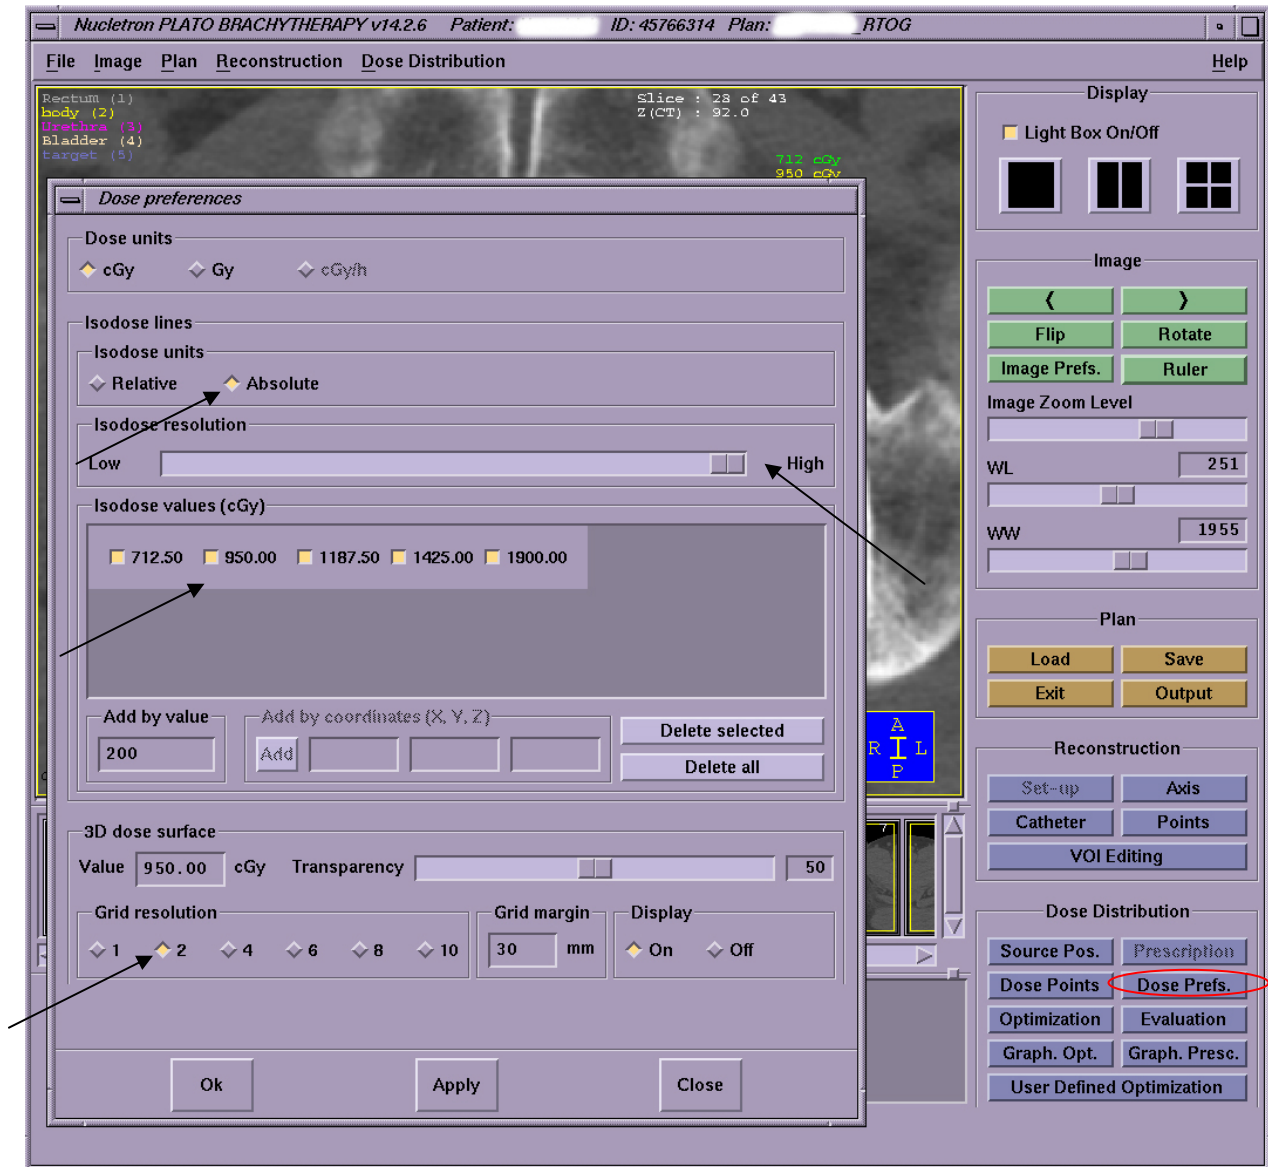 Nucletron PLATO BRACHYTHERAPY v14.2.6 Patient: ID: 45766314 Plan: _RTOG
File Image Plan Reconstruction Dose Distribution Help
Rectum (1)
body (2)
Urethra (3)
Bladder (4)
target (5)
Slice : 28 of 43
Z(CT) : 92.0
712 cGy
950 cGy
Dose preferences
Dose units
cGy Gy cGy/h
Isodose lines
Isodose units
Relative Absolute
Isodose resolution
Low High
Isodose values (cGy)
712.50 950.00 1187.50 1425.00 1900.00
Add by value
200
Add by coordinates (X, Y, Z)
Add
Delete selected
Delete all
3D dose surface
Value 950.00 cGy Transparency 50
Grid resolution
1 2 4 6 8 10
Grid margin
30 mm
Display
On Off
Ok Apply Close
A
R L
P
7
Display
Light Box On/Off
Image
Flip Rotate
Image Prefs. Ruler
Image Zoom Level
WL 251
WW 1955
Plan
Load Save
Exit Output
Reconstruction
Set-up Axis
Catheter Points
VOI Editing
Dose Distribution
Source Pos. Prescription
Dose Points Dose Prefs.
Optimization Evaluation
Graph. Opt. Graph. Presc.
User Defined Optimization